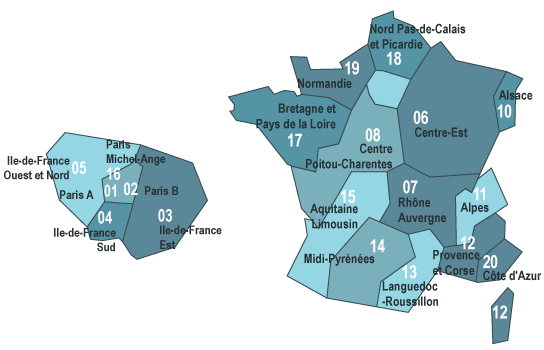 Nord Pas-de-Calais
et Picardie
18
19
Normandie
Alsace
10
Bretagne et
Pays de la Loire
17
06
Centre-Est
08
Centre
Poitou-Charentes
07
Rhône
Auvergne
11
Alpes
15
Aquitaine
Limousin
14
Midi-Pyrénées
13
Languedoc
-Roussillon
12
Provence
et Corse
20
Côte d'Azur
12
Paris
Michel-Ange
16
Ile-de-France
Ouest et Nord
05
Paris A
01
02
Paris B
04
Ile-de-France
Sud
03
Ile-de-France
Est